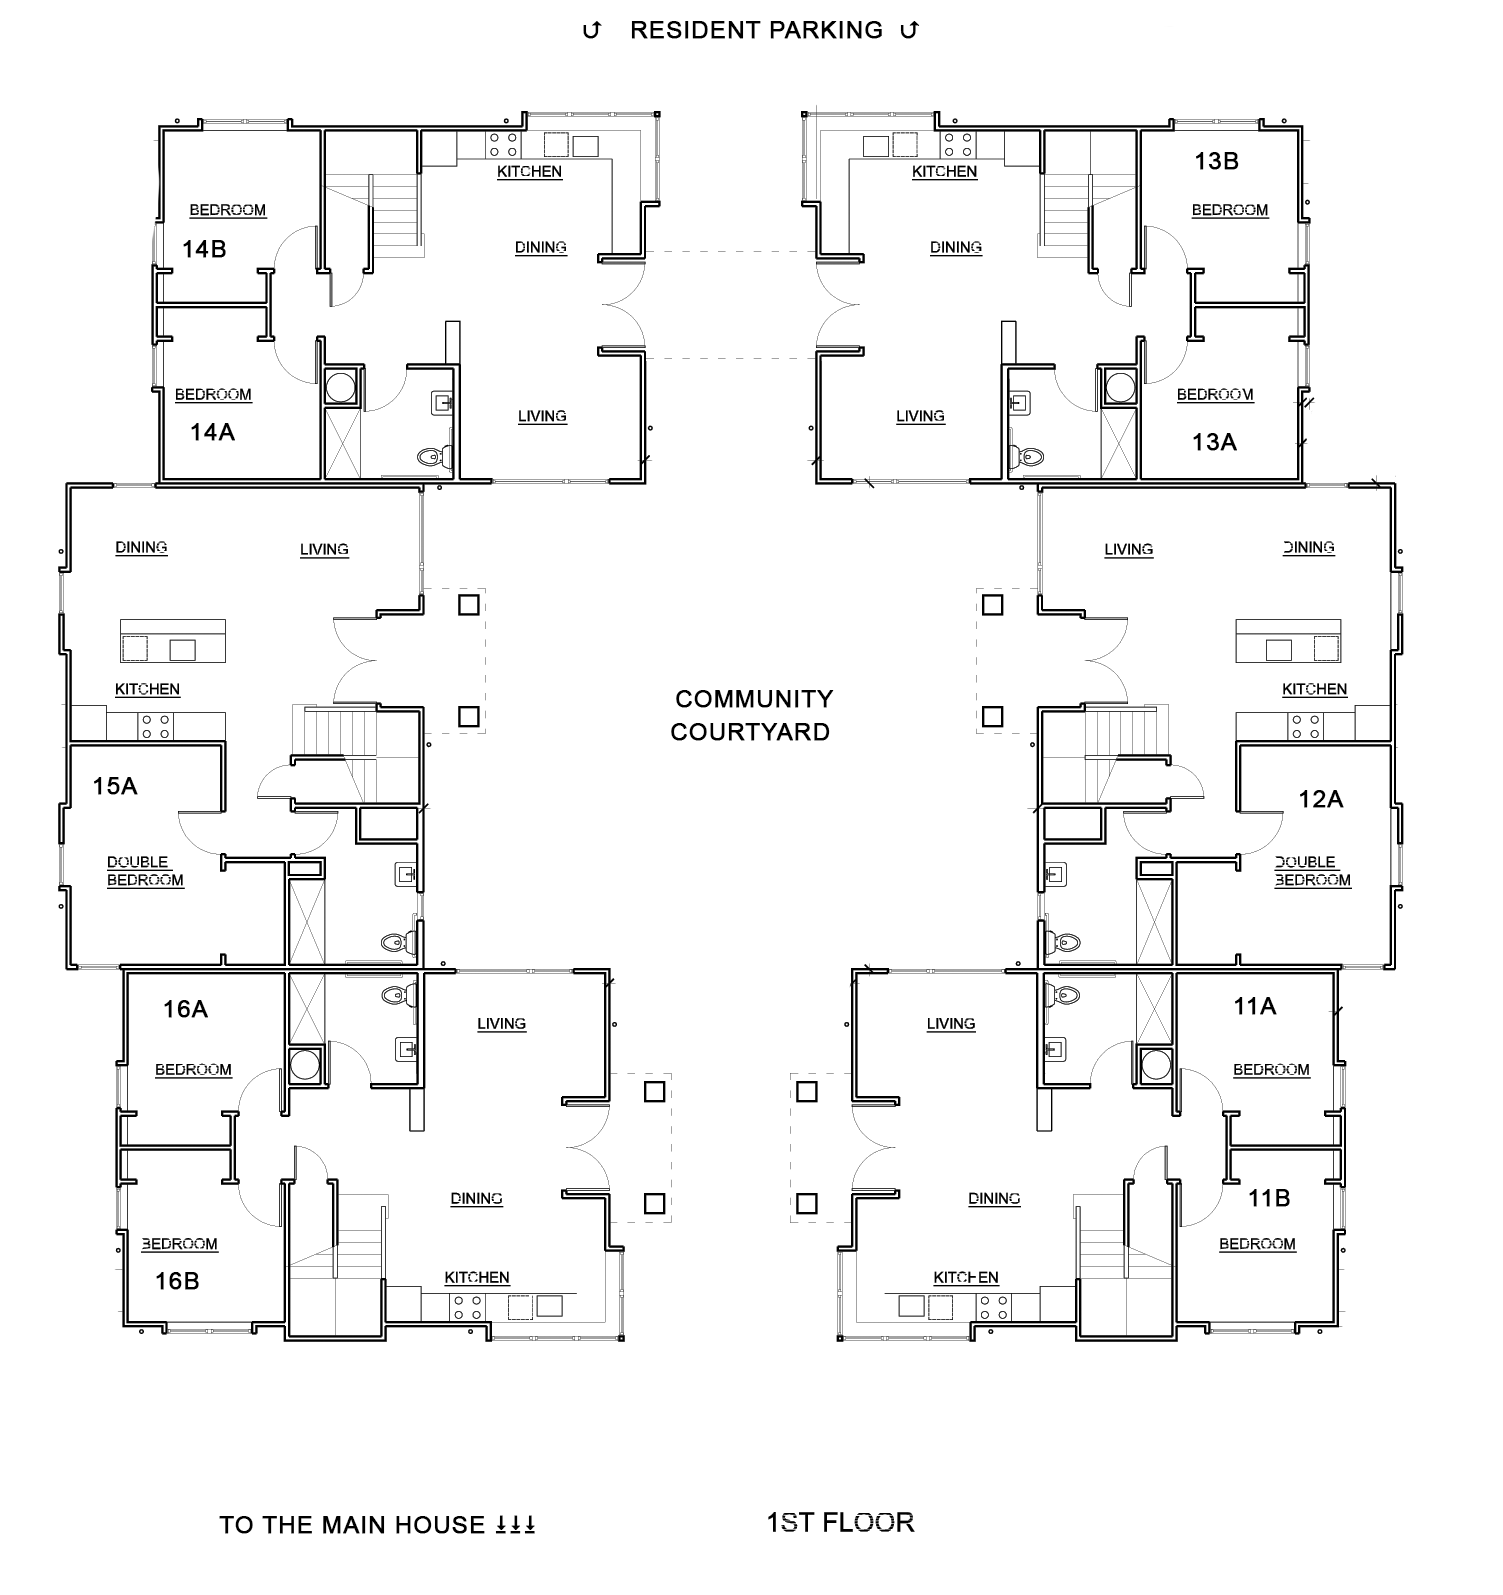 RESIDENT PARKING
13B
KITCHEN
KITCHEN
BEDROOM
BEDROOM
14B
DINING
DINING
BEDROOM
BEDROOM
14A
LIVING
LIVING
13A
DINING
LIVING
LIVING
DINING
KITCHEN
KITCHEN
COMMUNITY
COURTYARD
15A
12A
DOUBLE
BEDROOM
DOUBLE
BEDROOM
16A
11A
LIVING
LIVING
BEDROOM
BEDROOM
DINING
DINING
11B
BEDROOM
BEDROOM
16B
KITCHEN
KITCHEN
TO THE MAIN HOUSE
1ST FLOOR